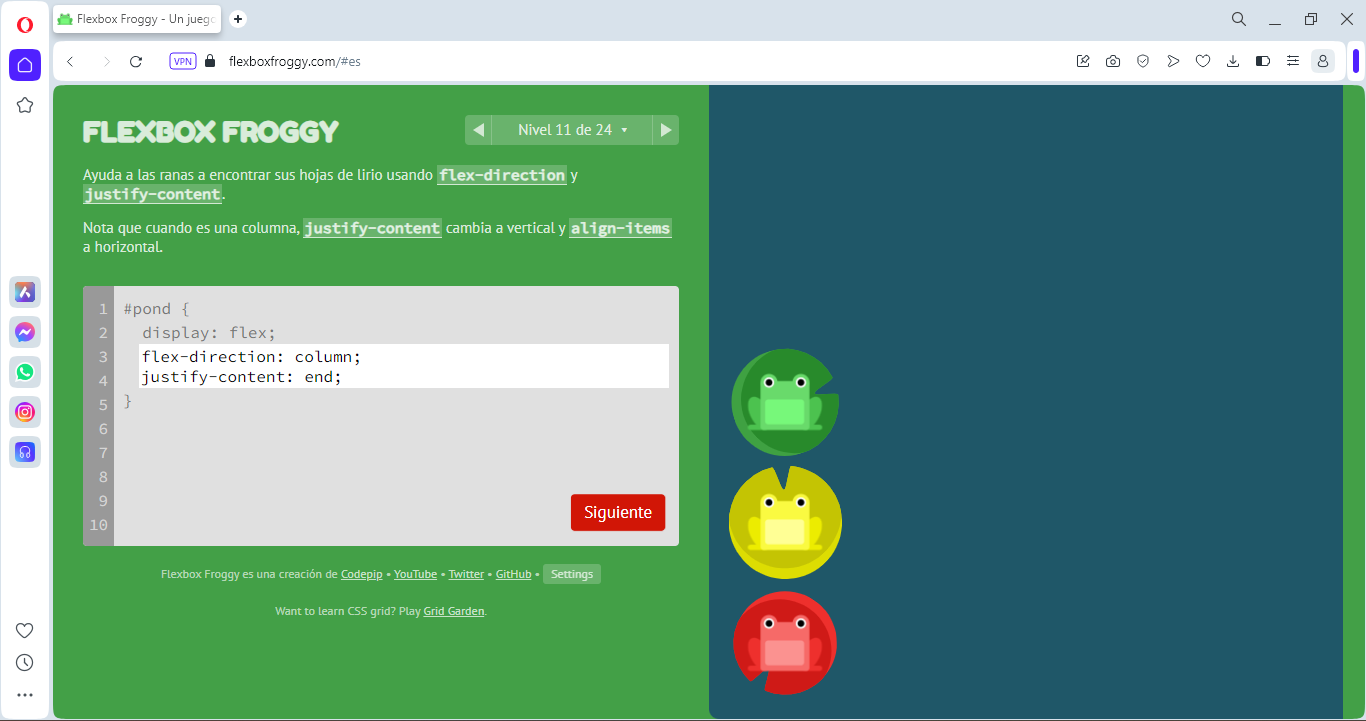 Flexbox Froggy - Un juego
VPN
flexboxfroggy.com/#es
FLEXBOX FROGGY
Nivel 11 de 24 ▾
Ayuda a las ranas a encontrar sus hojas de lirio usando flex-direction y
justify-content.
Nota que cuando es una columna, justify-content cambia a vertical y align-items
a horizontal.
1 #pond {
2 display: flex;
3 flex-direction: column;
4 justify-content: end;
5 }
6
7
8
9
10
Siguiente
Flexbox Froggy es una creación de Codepip • YouTube • Twitter • GitHub • Settings
Want to learn CSS grid? Play Grid Garden.